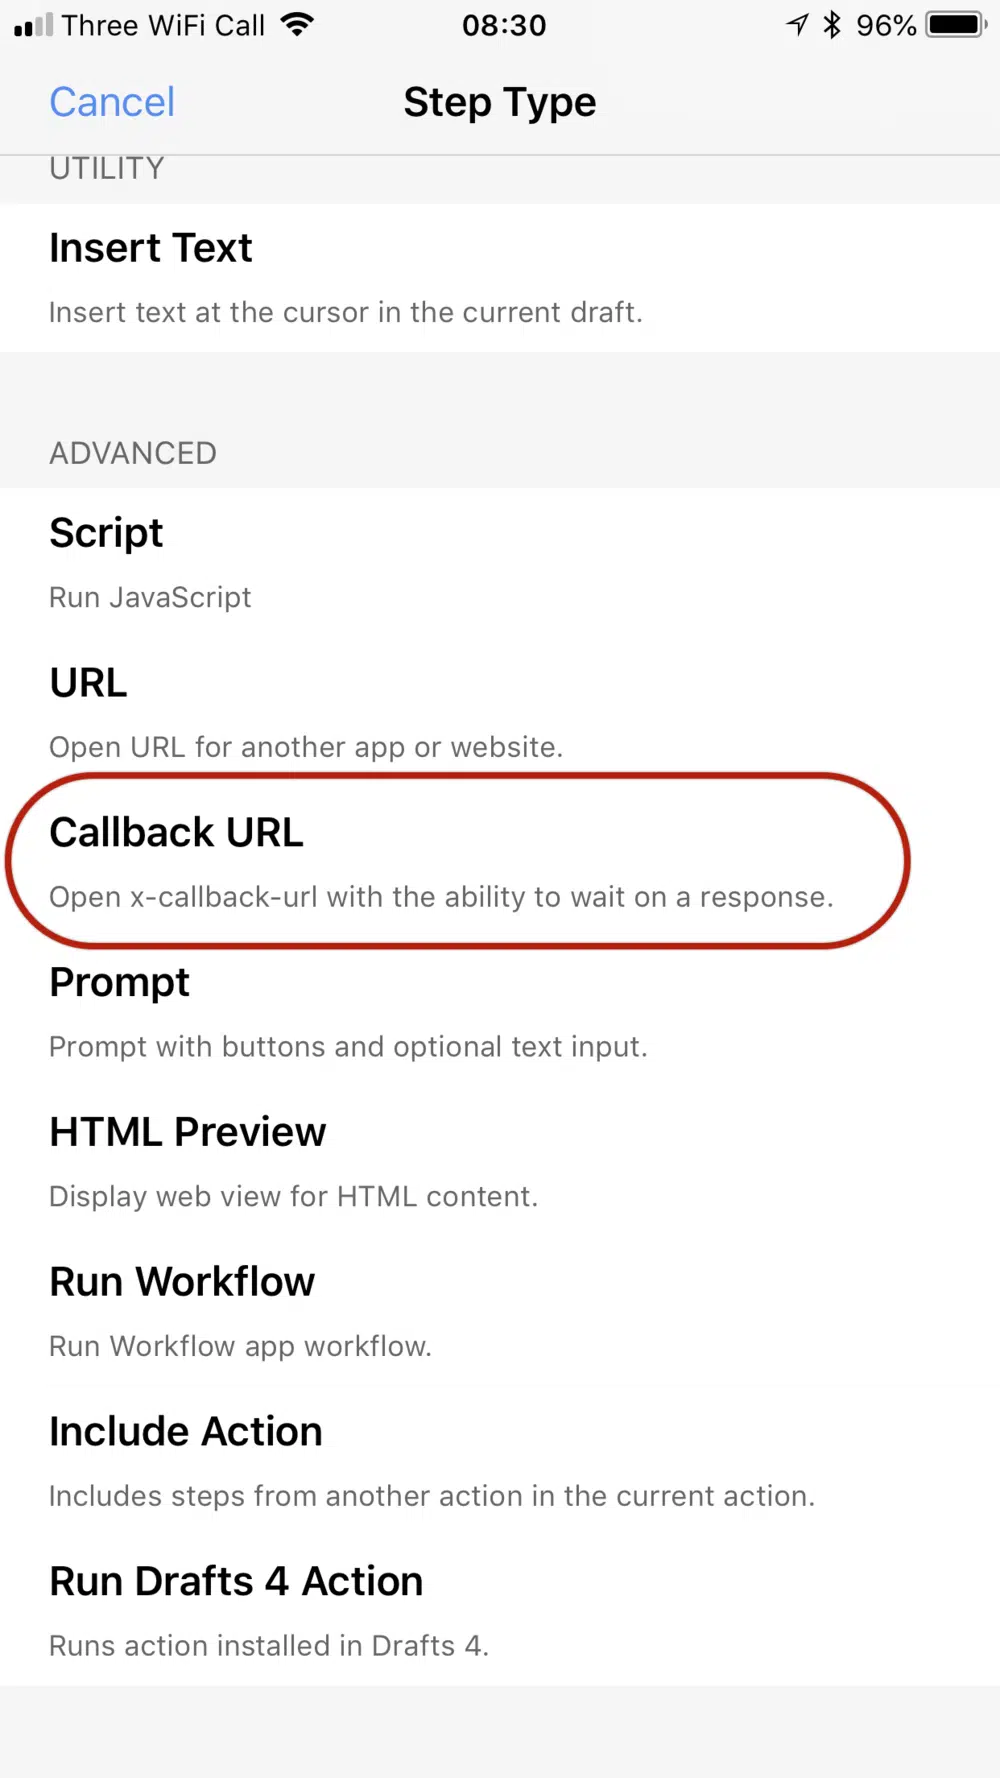 Three WiFi Call 08:30 96%
Cancel Step Type
UTILITY
Insert Text
Insert text at the cursor in the current draft.
ADVANCED
Script
Run JavaScript
URL
Open URL for another app or website.
Callback URL
Open x-callback-url with the ability to wait on a response.
Prompt
Prompt with buttons and optional text input.
HTML Preview
Display web view for HTML content.
Run Workflow
Run Workflow app workflow.
Include Action
Includes steps from another action in the current action.
Run Drafts 4 Action
Runs action installed in Drafts 4.